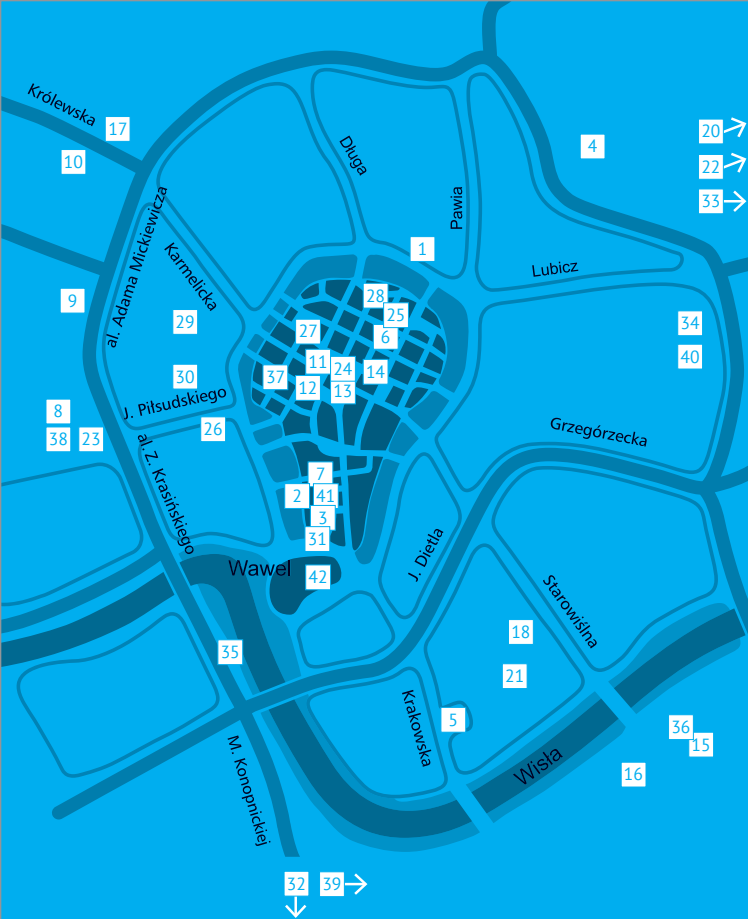 Królewska
17
10
4
20
22
33
Długa
Pawia
al. Adama Mickiewicza
Karmelicka
1
Lubicz
9
29
28
25
27
6
34
11
24
14
40
37
12
13
30
J. Piłsudskiego
8
38
23
26
Grzegórzecka
al. Z. Krasińskiego
7
2
41
3
31
J. Dietla
Wawel
42
Starowiślna
35
18
21
5
Krakowska
36
15
16
Wisła
M. Konopnickiej
32
39